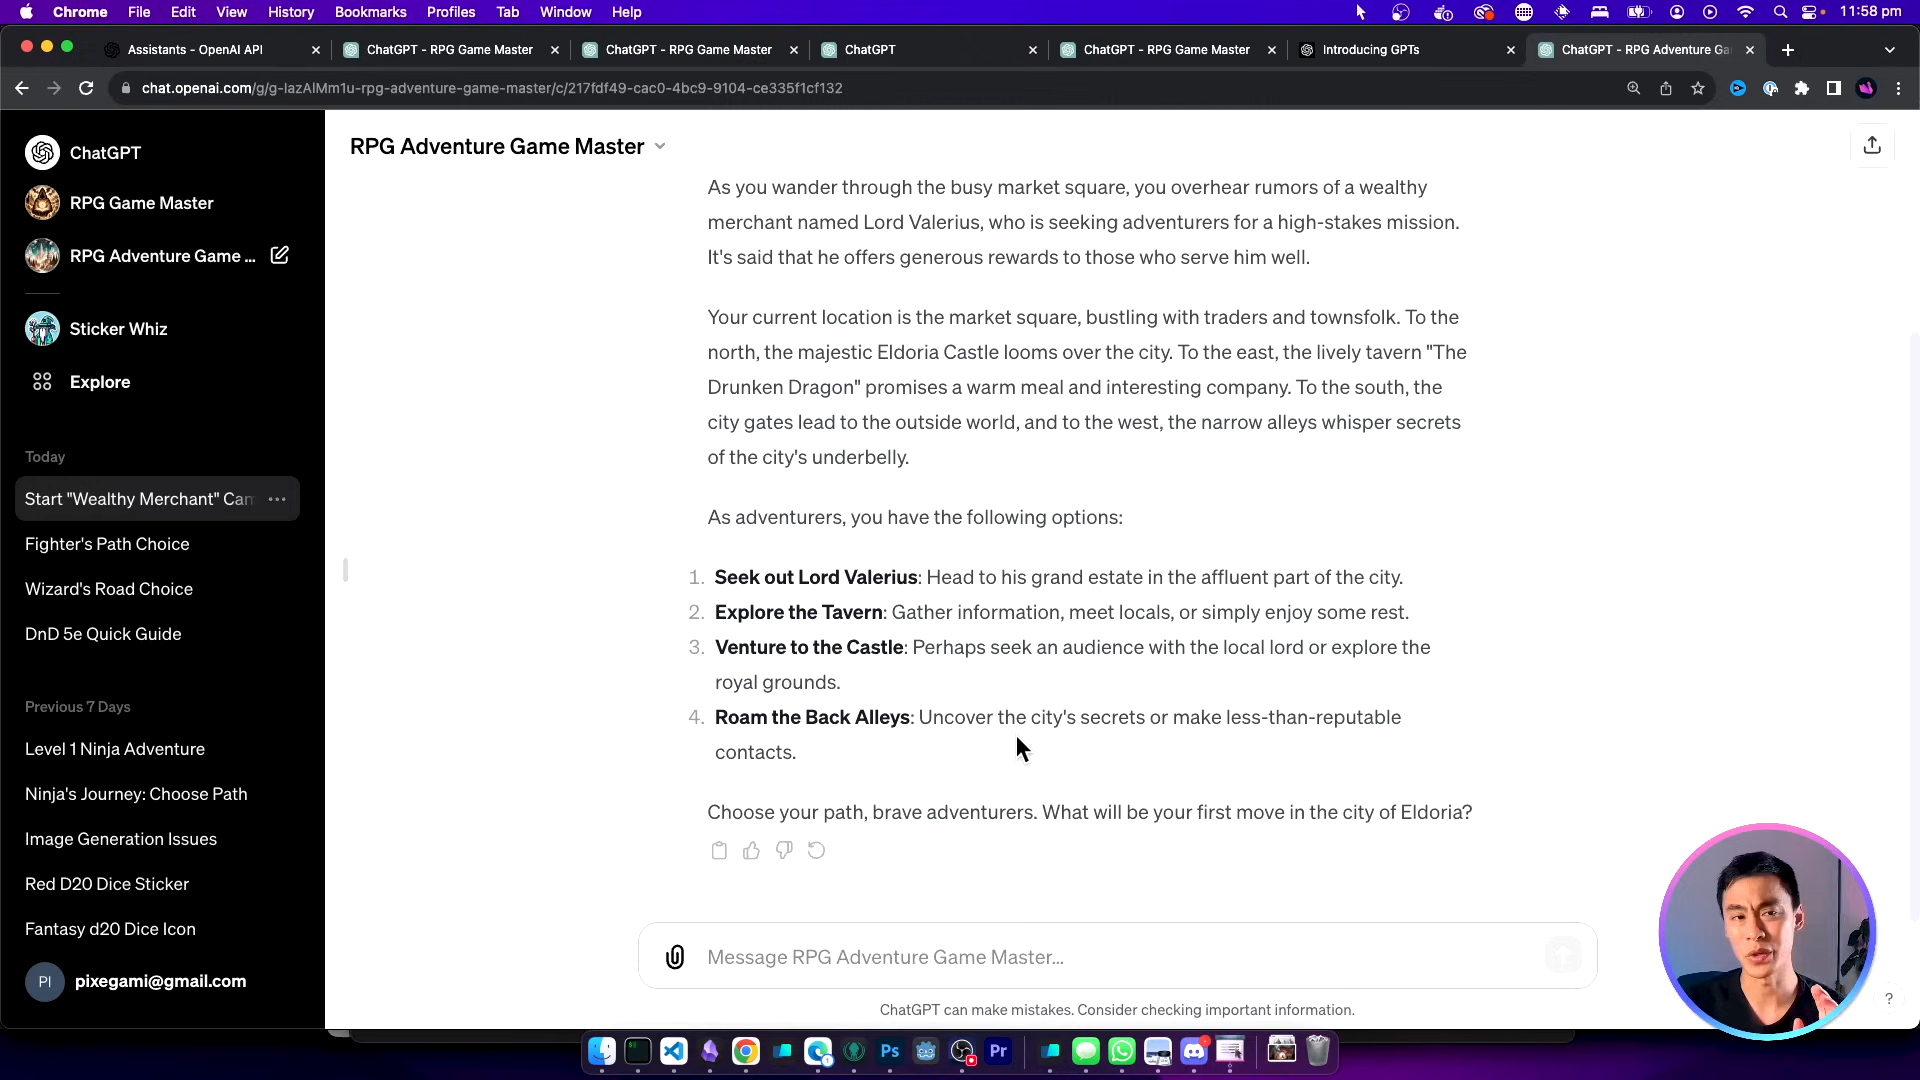 Chrome File Edit View History Bookmarks Profiles Tab Window Help 11:58 pm
Assistants - OpenAI API ChatGPT - RPG Game Master ChatGPT - RPG Game Master ChatGPT ChatGPT - RPG Game Master Introducing GPTs ChatGPT - RPG Adventure Ga
chat.openai.com/g/g-IazAlMm1u-rpg-adventure-game-master/c/217fdf49-cac0-4bc9-9104-ce335f1cf132
ChatGPT
RPG Game Master
RPG Adventure Game ...
Sticker Whiz
Explore
Today
Start "Wealthy Merchant" Cam
Fighter's Path Choice
Wizard's Road Choice
DnD 5e Quick Guide
Previous 7 Days
Level 1 Ninja Adventure
Ninja's Journey: Choose Path
Image Generation Issues
Red D20 Dice Sticker
Fantasy d20 Dice Icon
PI pixegami@gmail.com
RPG Adventure Game Master
As you wander through the busy market square, you overhear rumors of a wealthy
merchant named Lord Valerius, who is seeking adventurers for a high-stakes mission.
It's said that he offers generous rewards to those who serve him well.
Your current location is the market square, bustling with traders and townsfolk. To the
north, the majestic Eldoria Castle looms over the city. To the east, the lively tavern "The
Drunken Dragon" promises a warm meal and interesting company. To the south, the
city gates lead to the outside world, and to the west, the narrow alleys whisper secrets
of the city's underbelly.
As adventurers, you have the following options:
1. Seek out Lord Valerius: Head to his grand estate in the affluent part of the city.
2. Explore the Tavern: Gather information, meet locals, or simply enjoy some rest.
3. Venture to the Castle: Perhaps seek an audience with the local lord or explore the
royal grounds.
4. Roam the Back Alleys: Uncover the city's secrets or make less-than-reputable
contacts.
Choose your path, brave adventurers. What will be your first move in the city of Eldoria?
Message RPG Adventure Game Master...
ChatGPT can make mistakes. Consider checking important information.
?
Ps Pr